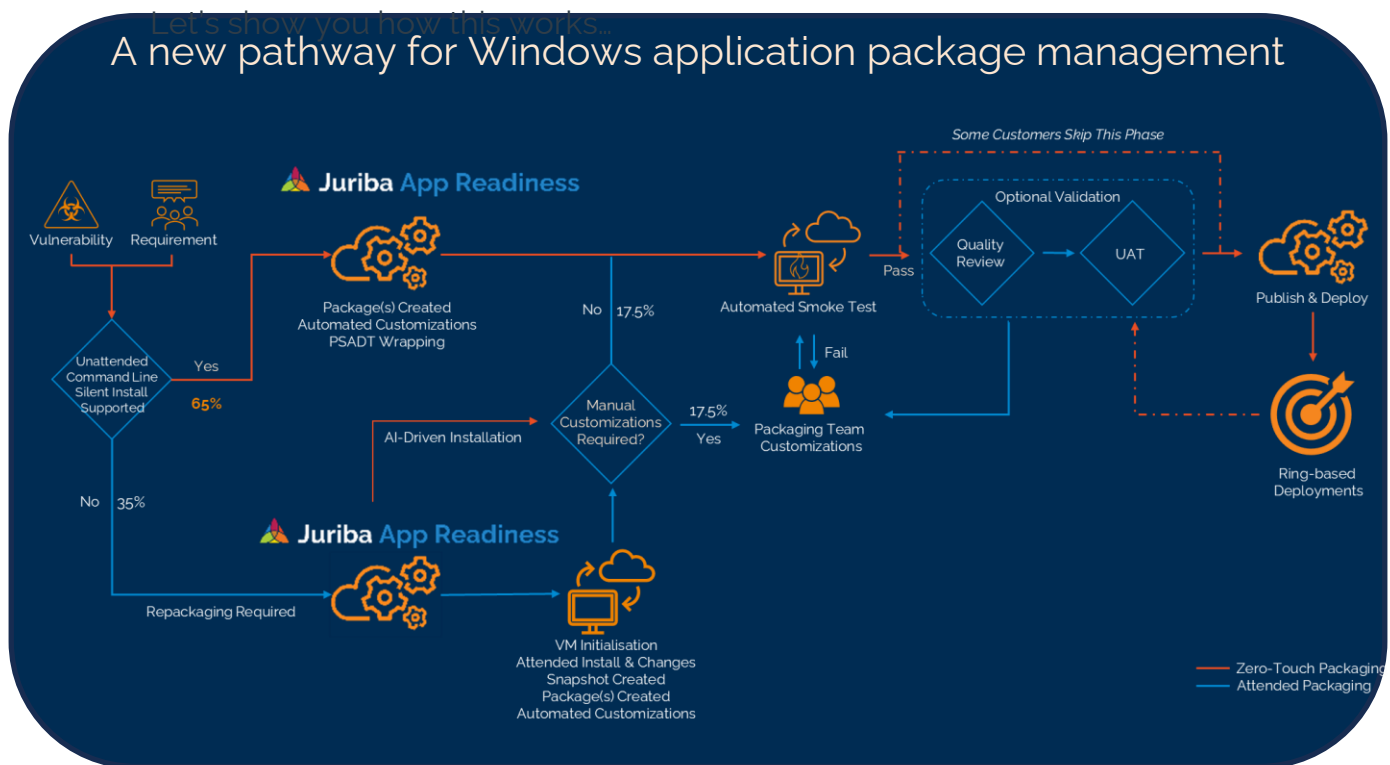 Let's show you how this works...
A new pathway for Windows application package management
Some Customers Skip This Phase
Juriba App Readiness
Optional Validation
Vulnerability
Requirement
Quality
Review
UAT
Pass
Package(s) Created
Automated Customizations
PSADT Wrapping
No
17.5%
Automated Smoke Test
Publish & Deploy
Unattended
Command Line
Silent Install
Supported
Yes
65%
Fail
Manual
Customizations
Required?
17.5%
Yes
Packaging Team
Customizations
AI-Driven Installation
Ring-based
Deployments
No
35%
Juriba App Readiness
Repackaging Required
VM Initialisation
Attended Install & Changes
Snapshot Created
Package(s) Created
Automated Customizations
Zero-Touch Packaging
Attended Packaging